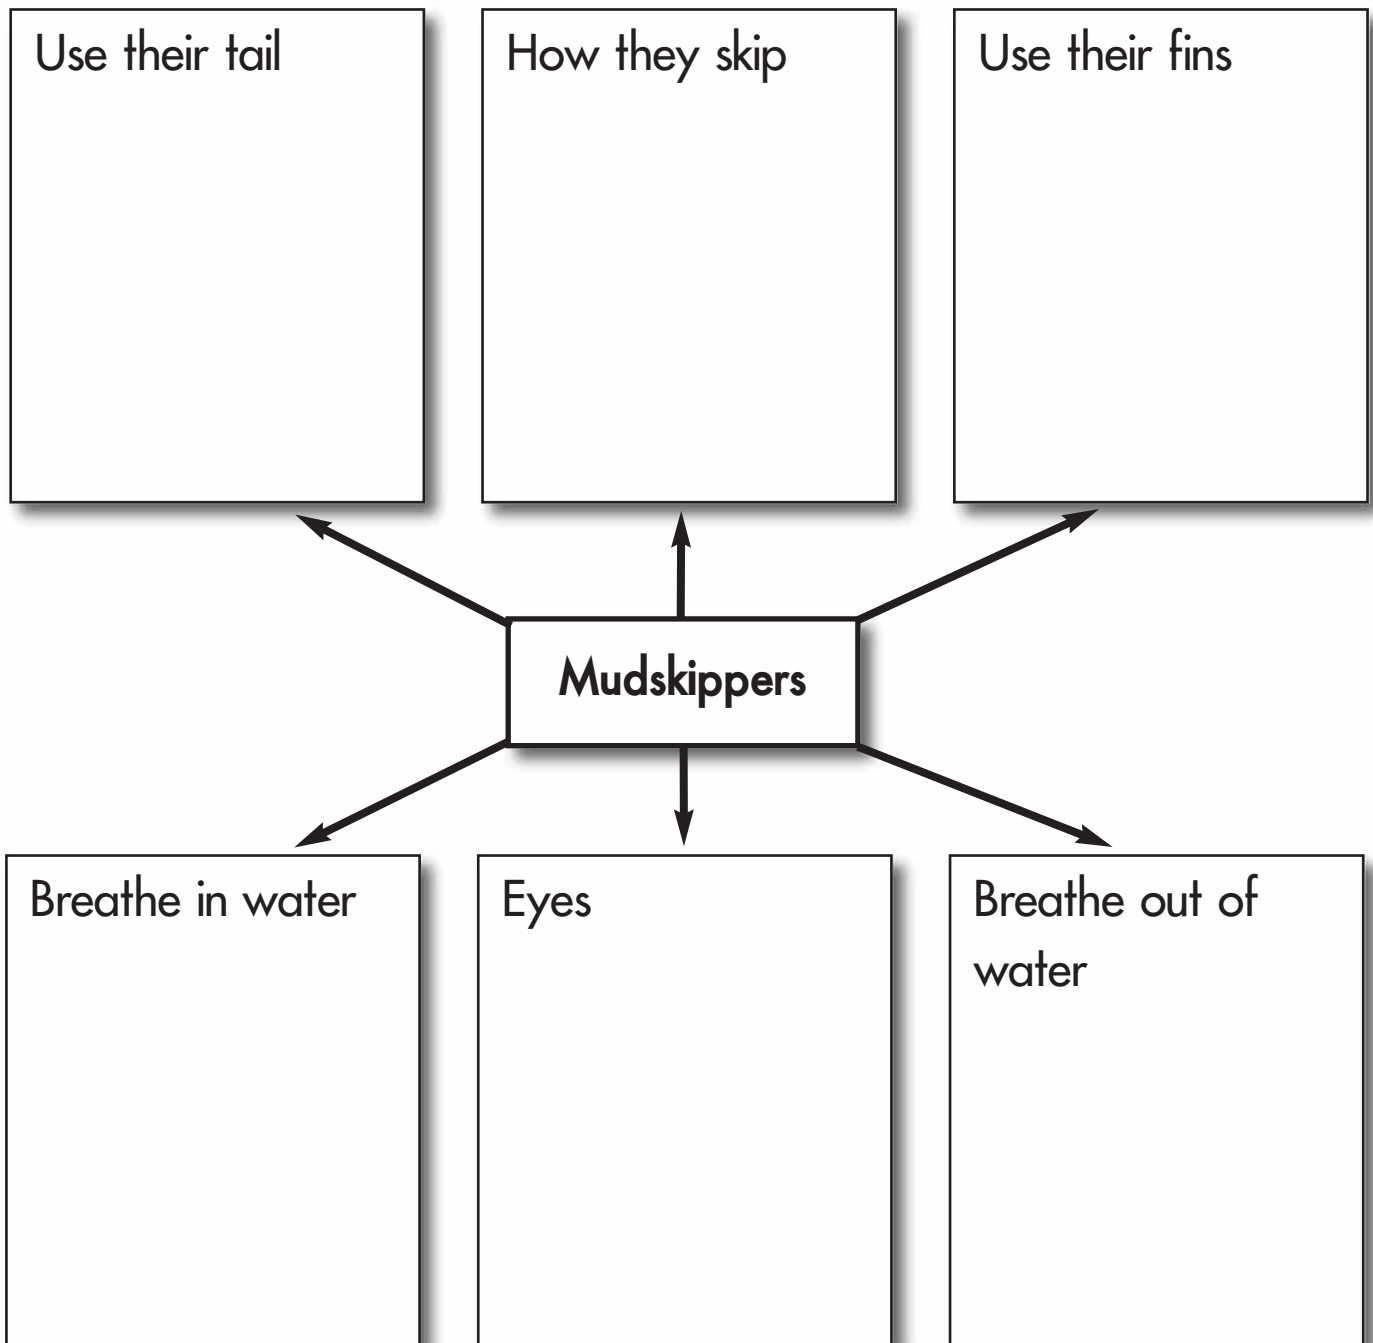 Use their tail
How they skip
Use their fins
Mudskippers
Breathe in water
Eyes
Breathe out of
water